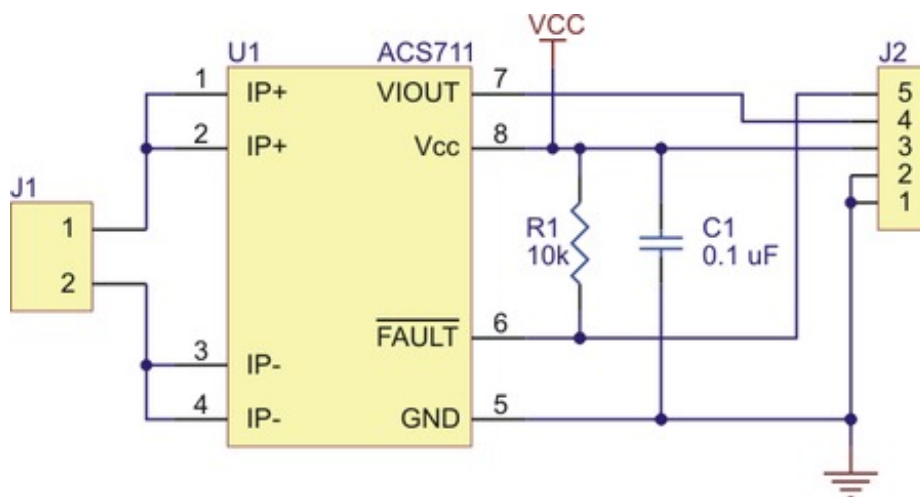 VCC
U1 ACS711
J2
1 IP+ VIOUT 7
5
4
2 IP+ Vcc 8
3
2
1
J1
1
2
R1
10k
C1
0.1 uF
FAULT 6
3 IP-
4 IP- GND 5